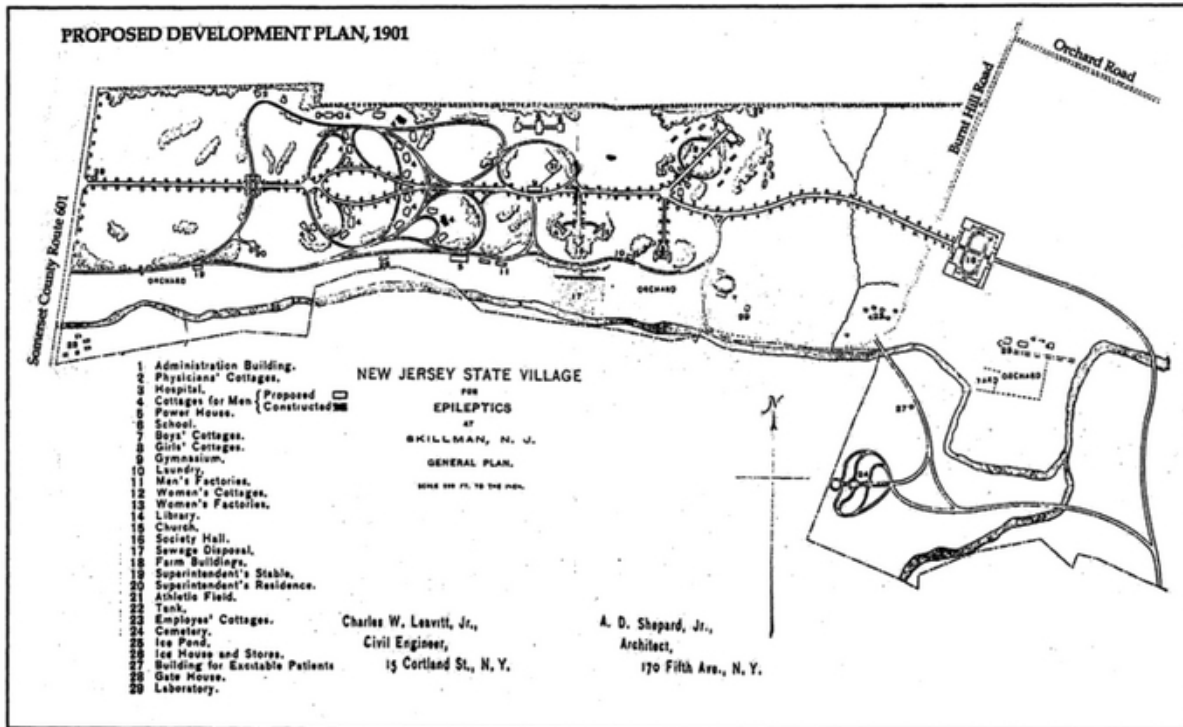 PROPOSED DEVELOPMENT PLAN, 1901
Orchard Road
Burnt Hill Road
Somerset County Route 601
ORCHARD
17
ORCHARD
YARD
ORCHARD
1 Administration Building.
2 Physicians' Cottages.
3 Hospital.
4 Cottages for Men { Proposed
Constructed
5 Power House.
6 School.
7 Boys' Cottages.
8 Girls' Cottages.
9 Gymnasium.
10 Laundry.
11 Men's Factories.
12 Women's Cottages.
13 Women's Factories.
14 Library.
15 Church.
16 Society Hall.
17 Sewage Disposal.
18 Farm Buildings.
19 Superintendent's Stable.
20 Superintendent's Residence.
21 Athletic Field.
22 Tank.
23 Employes' Cottages.
24 Cemetery.
25 Ice Pond.
26 Ice House and Stores.
27 Building for Excitable Patients
28 Gate House.
29 Laboratory.
NEW JERSEY STATE VILLAGE
FOR
EPILEPTICS
AT
SKILLMAN, N. J.
GENERAL PLAN.
N
Charles W. Leavitt, Jr.,
Civil Engineer,
15 Cortland St., N. Y.
A. D. Shepard, Jr.,
Architect,
170 Fifth Ave., N. Y.